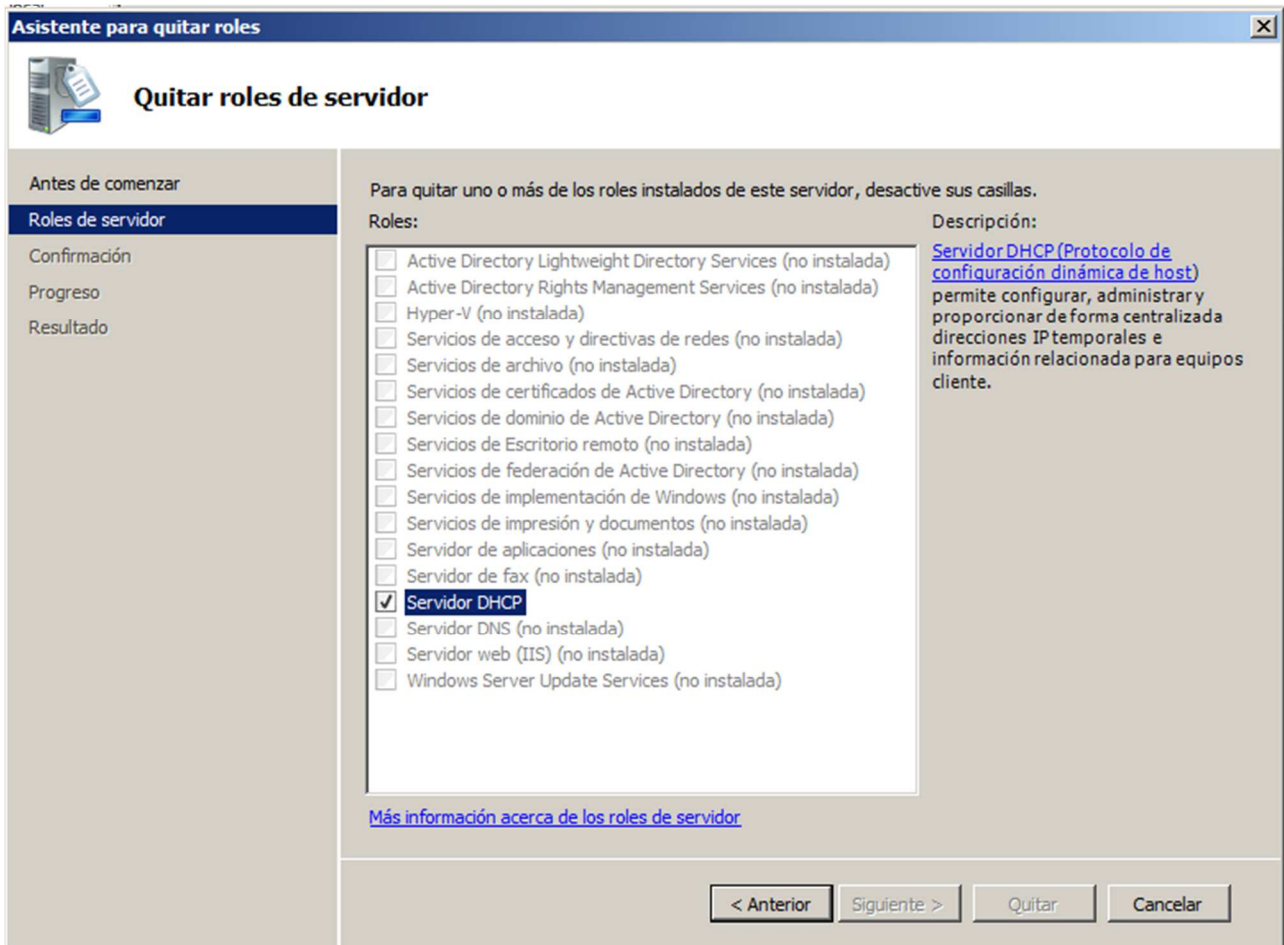 Asistente para quitar roles
Quitar roles de servidor
Antes de comenzar
Roles de servidor
Confirmación
Progreso
Resultado
Para quitar uno o más de los roles instalados de este servidor, desactive sus casillas.
Roles:
Active Directory Lightweight Directory Services (no instalada)
Active Directory Rights Management Services (no instalada)
Hyper-V (no instalada)
Servicios de acceso y directivas de redes (no instalada)
Servicios de archivo (no instalada)
Servicios de certificados de Active Directory (no instalada)
Servicios de dominio de Active Directory (no instalada)
Servicios de Escritorio remoto (no instalada)
Servicios de federación de Active Directory (no instalada)
Servicios de implementación de Windows (no instalada)
Servicios de impresión y documentos (no instalada)
Servidor de aplicaciones (no instalada)
Servidor de fax (no instalada)
Servidor DHCP
Servidor DNS (no instalada)
Servidor web (IIS) (no instalada)
Windows Server Update Services (no instalada)
Más información acerca de los roles de servidor
Descripción:
Servidor DHCP (Protocolo de
configuración dinámica de host)
permite configurar, administrar y
proporcionar de forma centralizada
direcciones IP temporales e
información relacionada para equipos
cliente.
< Anterior
Siguiente >
Quitar
Cancelar